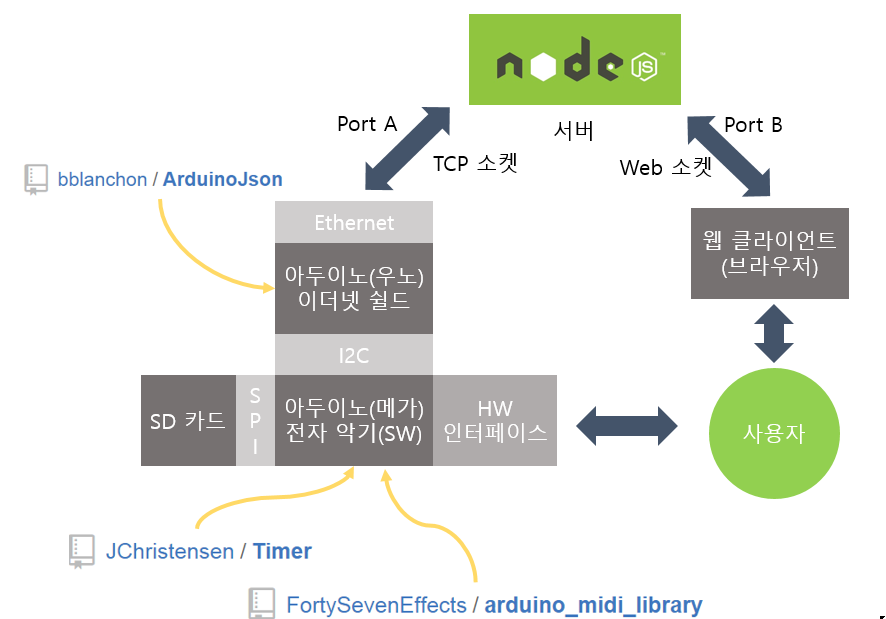 node JS ™
Port A
서버
Port B
TCP 소켓
Web 소켓
bblanchon / ArduinoJson
Ethernet
아두이노(우노)
이더넷 쉴드
웹 클라이언트
(브라우저)
I2C
SD 카드
S
P
I
아두이노(메가)
전자 악기(SW)
HW
인터페이스
사용자
JChristensen / Timer
FortySevenEffects / arduino_midi_library